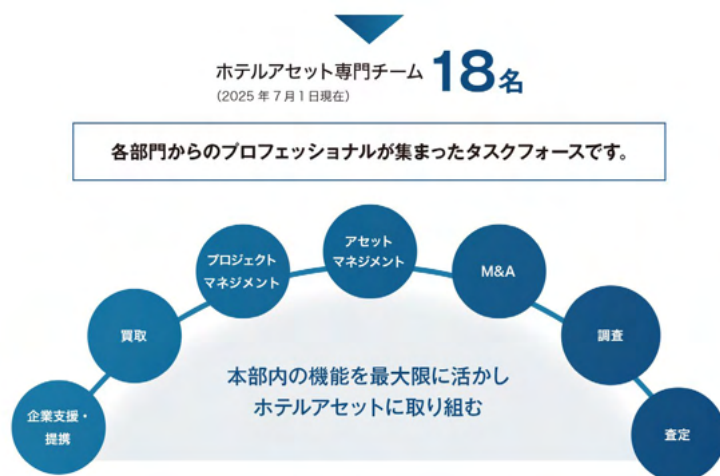 ホテルアセット専門チーム 18名
(2025年7月1日現在)
各部門からのプロフェッショナルが集まったタスクフォースです。
アセット
マネジメント
プロジェクト
マネジメント
M&A
買取
調査
本部内の機能を最大限に活かし
ホテルアセットに取り組む
企業支援・
提携
査定